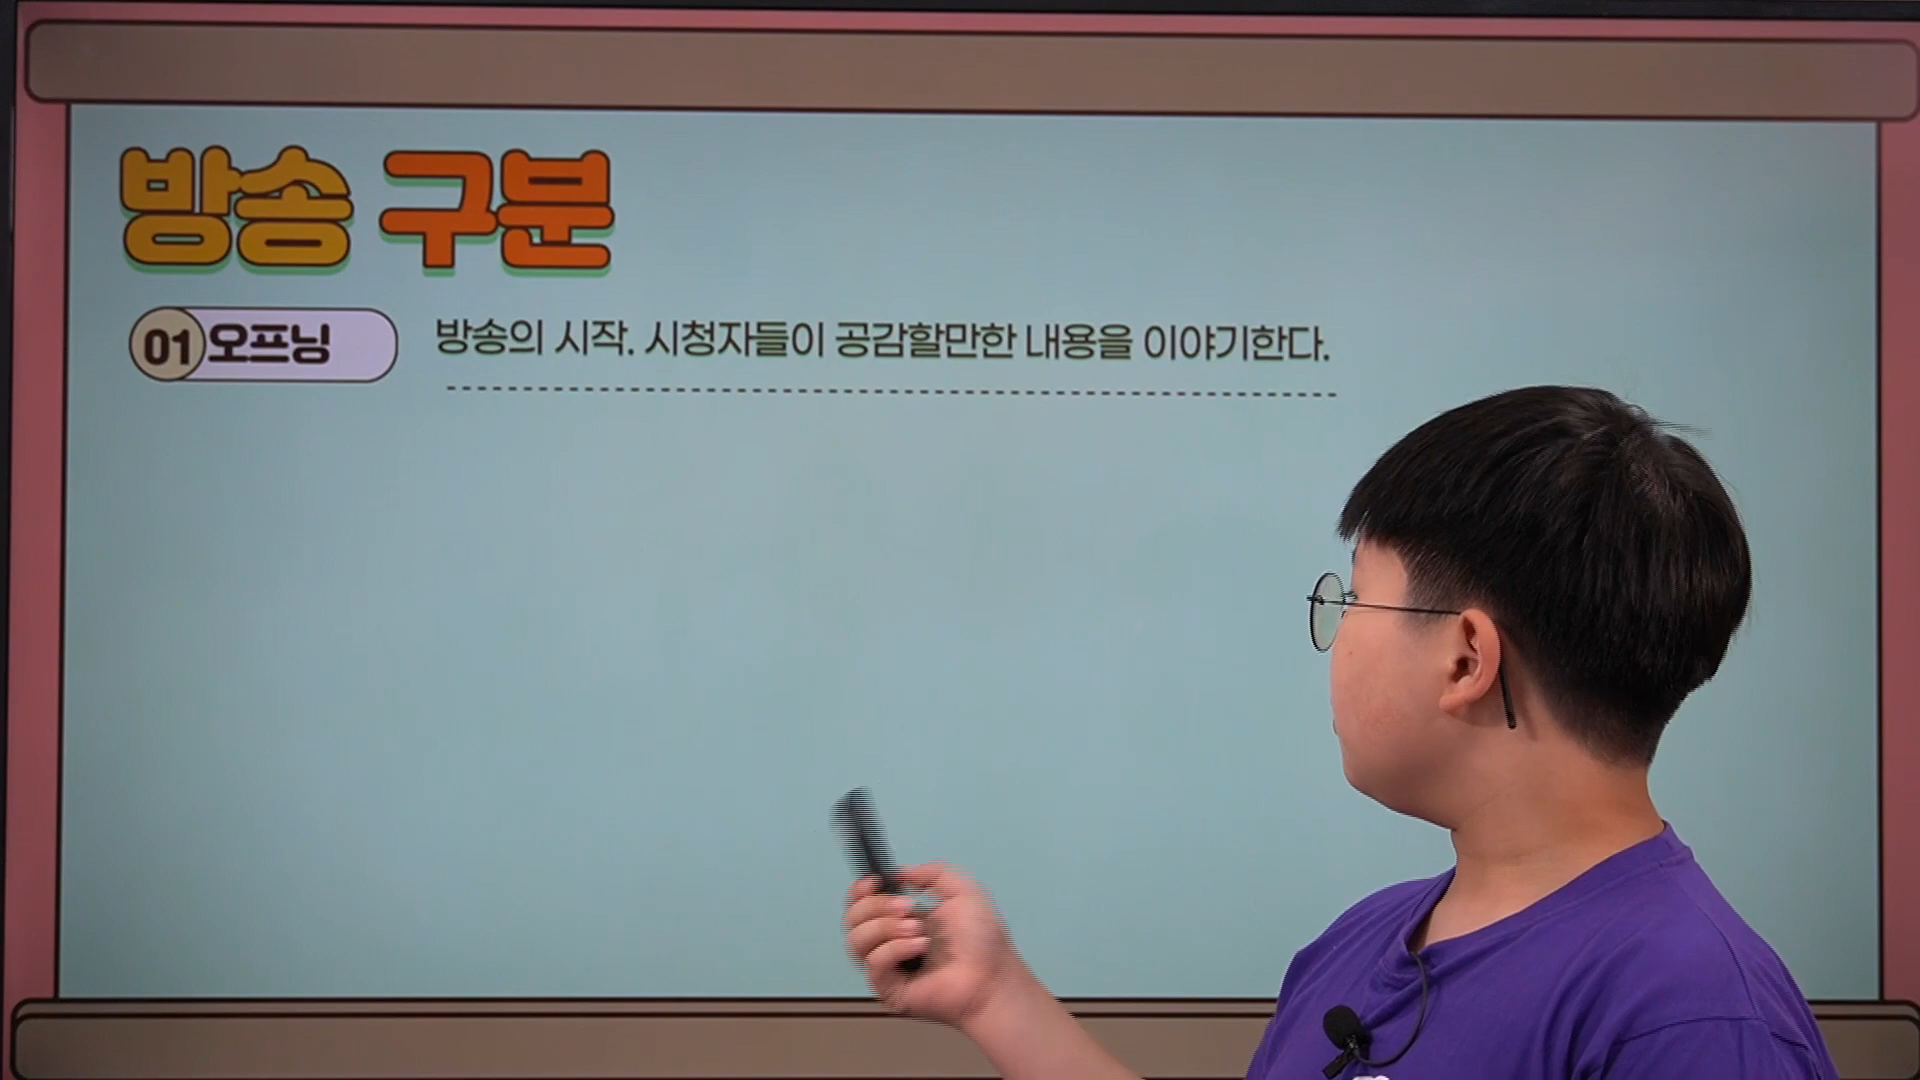 방송 구분
01 오프닝
방송의 시작. 시청자들이 공감할만한 내용을 이야기한다.